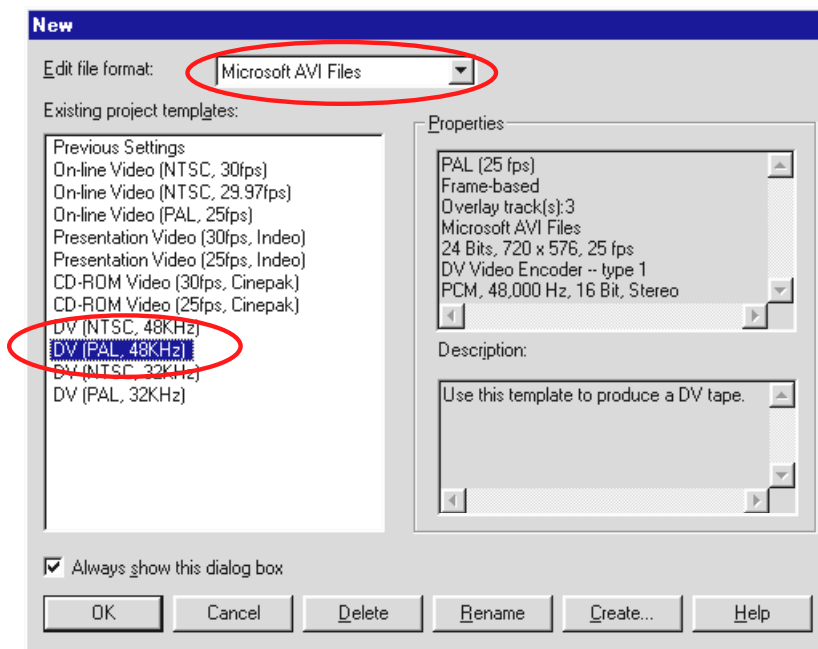 New
Edit file format:
Microsoft AVI Files
Existing project templates:
Previous Settings
On-line Video (NTSC, 30fps)
On-line Video (NTSC, 29.97fps)
On-line Video (PAL, 25fps)
Presentation Video (30fps, Indeo)
Presentation Video (25fps, Indeo)
CD-ROM Video (30fps, Cinepak)
CD-ROM Video (25fps, Cinepak)
DV (NTSC, 48KHz)
DV (PAL, 48KHz)
DV (NTSC, 32KHz)
DV (PAL, 32KHz)
Properties
PAL (25 fps)
Frame-based
Overlay track(s):3
Microsoft AVI Files
24 Bits, 720 x 576, 25 fps
DV Video Encoder -- type 1
PCM, 48,000 Hz, 16 Bit, Stereo
Description:
Use this template to produce a DV tape.
Always show this dialog box
OK
Cancel
Delete
Rename
Create...
Help